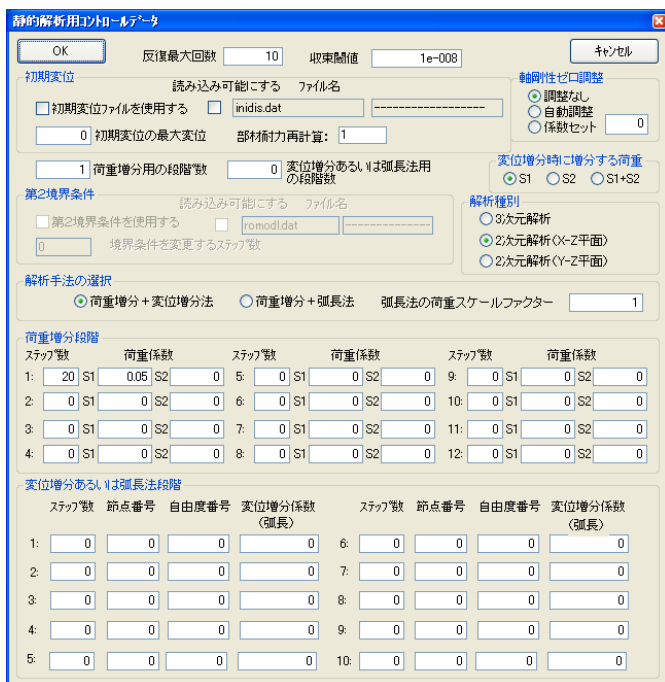 静的解析用コントロールデータ
OK 反復最大回数 10 収束閾値 1e-008 キャンセル
初期変位 読み込み可能にする ファイル名
初期変位ファイルを使用する inidis.dat ------------------
0 初期変位の最大変位 部材耐力再計算: 1
軸剛性ゼロ調整
調整なし
自動調整
係数セット 0
1 荷重増分用の段階数 0 変位増分あるいは弧長法用の段階数
変位増分時に増分する荷重
S1 S2 S1+S2
第2境界条件 読み込み可能にする ファイル名
第2境界条件を使用する romodl.dat ---------------
0 境界条件を変更するステップ数
解析種別
3次元解析
2次元解析(X-Z平面)
2次元解析(Y-Z平面)
解析手法の選択
荷重増分+変位増分法 荷重増分+弧長法 弧長法の荷重スケールファクター 1
荷重増分段階
ステップ数 荷重係数 ステップ数 荷重係数 ステップ数 荷重係数
1: 20 S1 0.05 S2 0 5: 0 S1 0 S2 0 9: 0 S1 0 S2 0
2: 0 S1 0 S2 0 6: 0 S1 0 S2 0 10: 0 S1 0 S2 0
3: 0 S1 0 S2 0 7: 0 S1 0 S2 0 11: 0 S1 0 S2 0
4: 0 S1 0 S2 0 8: 0 S1 0 S2 0 12: 0 S1 0 S2 0
変位増分あるいは弧長法段階
ステップ数 節点番号 自由度番号 変位増分係数 ステップ数 節点番号 自由度番号 変位増分係数
(弧長) (弧長)
1: 0 0 0 0 6: 0 0 0 0
2: 0 0 0 0 7: 0 0 0 0
3: 0 0 0 0 8: 0 0 0 0
4: 0 0 0 0 9: 0 0 0 0
5: 0 0 0 0 10: 0 0 0 0